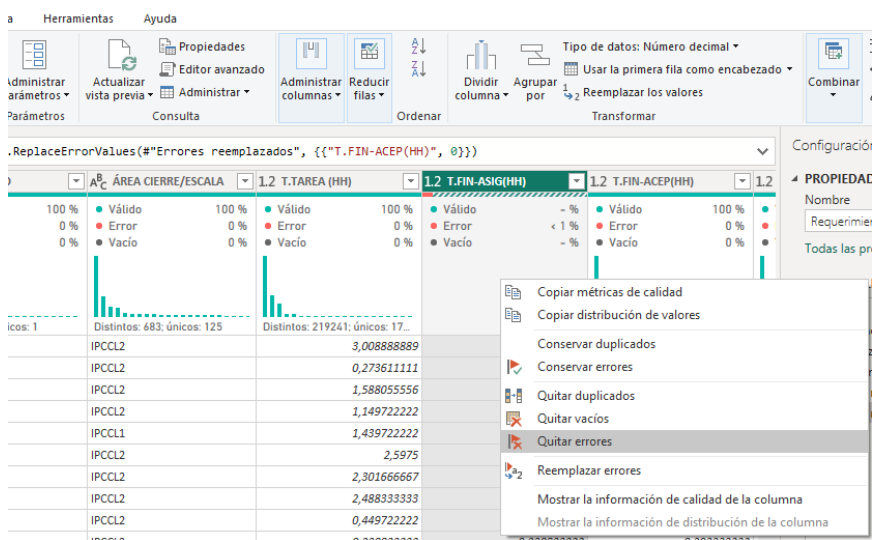 a Herramientas Ayuda
Propiedades
Editor avanzado
Administrar
Administrar parámetros
Actualizar vista previa
Administrar columnas
Reducir filas
Dividir columna
Agrupar por
Tipo de datos: Número decimal
Usar la primera fila como encabezado
Reemplazar los valores
Combinar
Parámetros
Consulta
Ordenar
Transformar
.ReplaceErrorValues(#"Errores reemplazados", {{"T.FIN-ACEP(HH)", 0}})
Configuración
PROPIEDAD
Nombre
Requerimie
Todas las pro
ABC ÁREA CIERRE/ESCALA
1.2 T.TAREA (HH)
1.2 T.FIN-ASIG(HH)
1.2 T.FIN-ACEP(HH)
1.2
100 % Válido 100 % Válido 100 % Válido - % Válido 100 %
0 % Error 0 % Error 0 % Error < 1 % Error 0 %
0 % Vacío 0 % Vacío 0 % Vacío - % Vacío 0 %
nicos: 1
Distintos: 683; únicos: 125
Distintos: 219241; únicos: 17...
IPCCL2 3,008888889
IPCCL2 0,273611111
IPCCL2 1,588055556
IPCCL2 1,149722222
IPCCL1 1,439722222
IPCCL2 2,5975
IPCCL2 2,301666667
IPCCL2 2,488333333
IPCCL2 0,449722222
Copiar métricas de calidad
Copiar distribución de valores
Conservar duplicados
Conservar errores
Quitar duplicados
Quitar vacíos
Quitar errores
Reemplazar errores
Mostrar la información de calidad de la columna
Mostrar la información de distribución de la columna